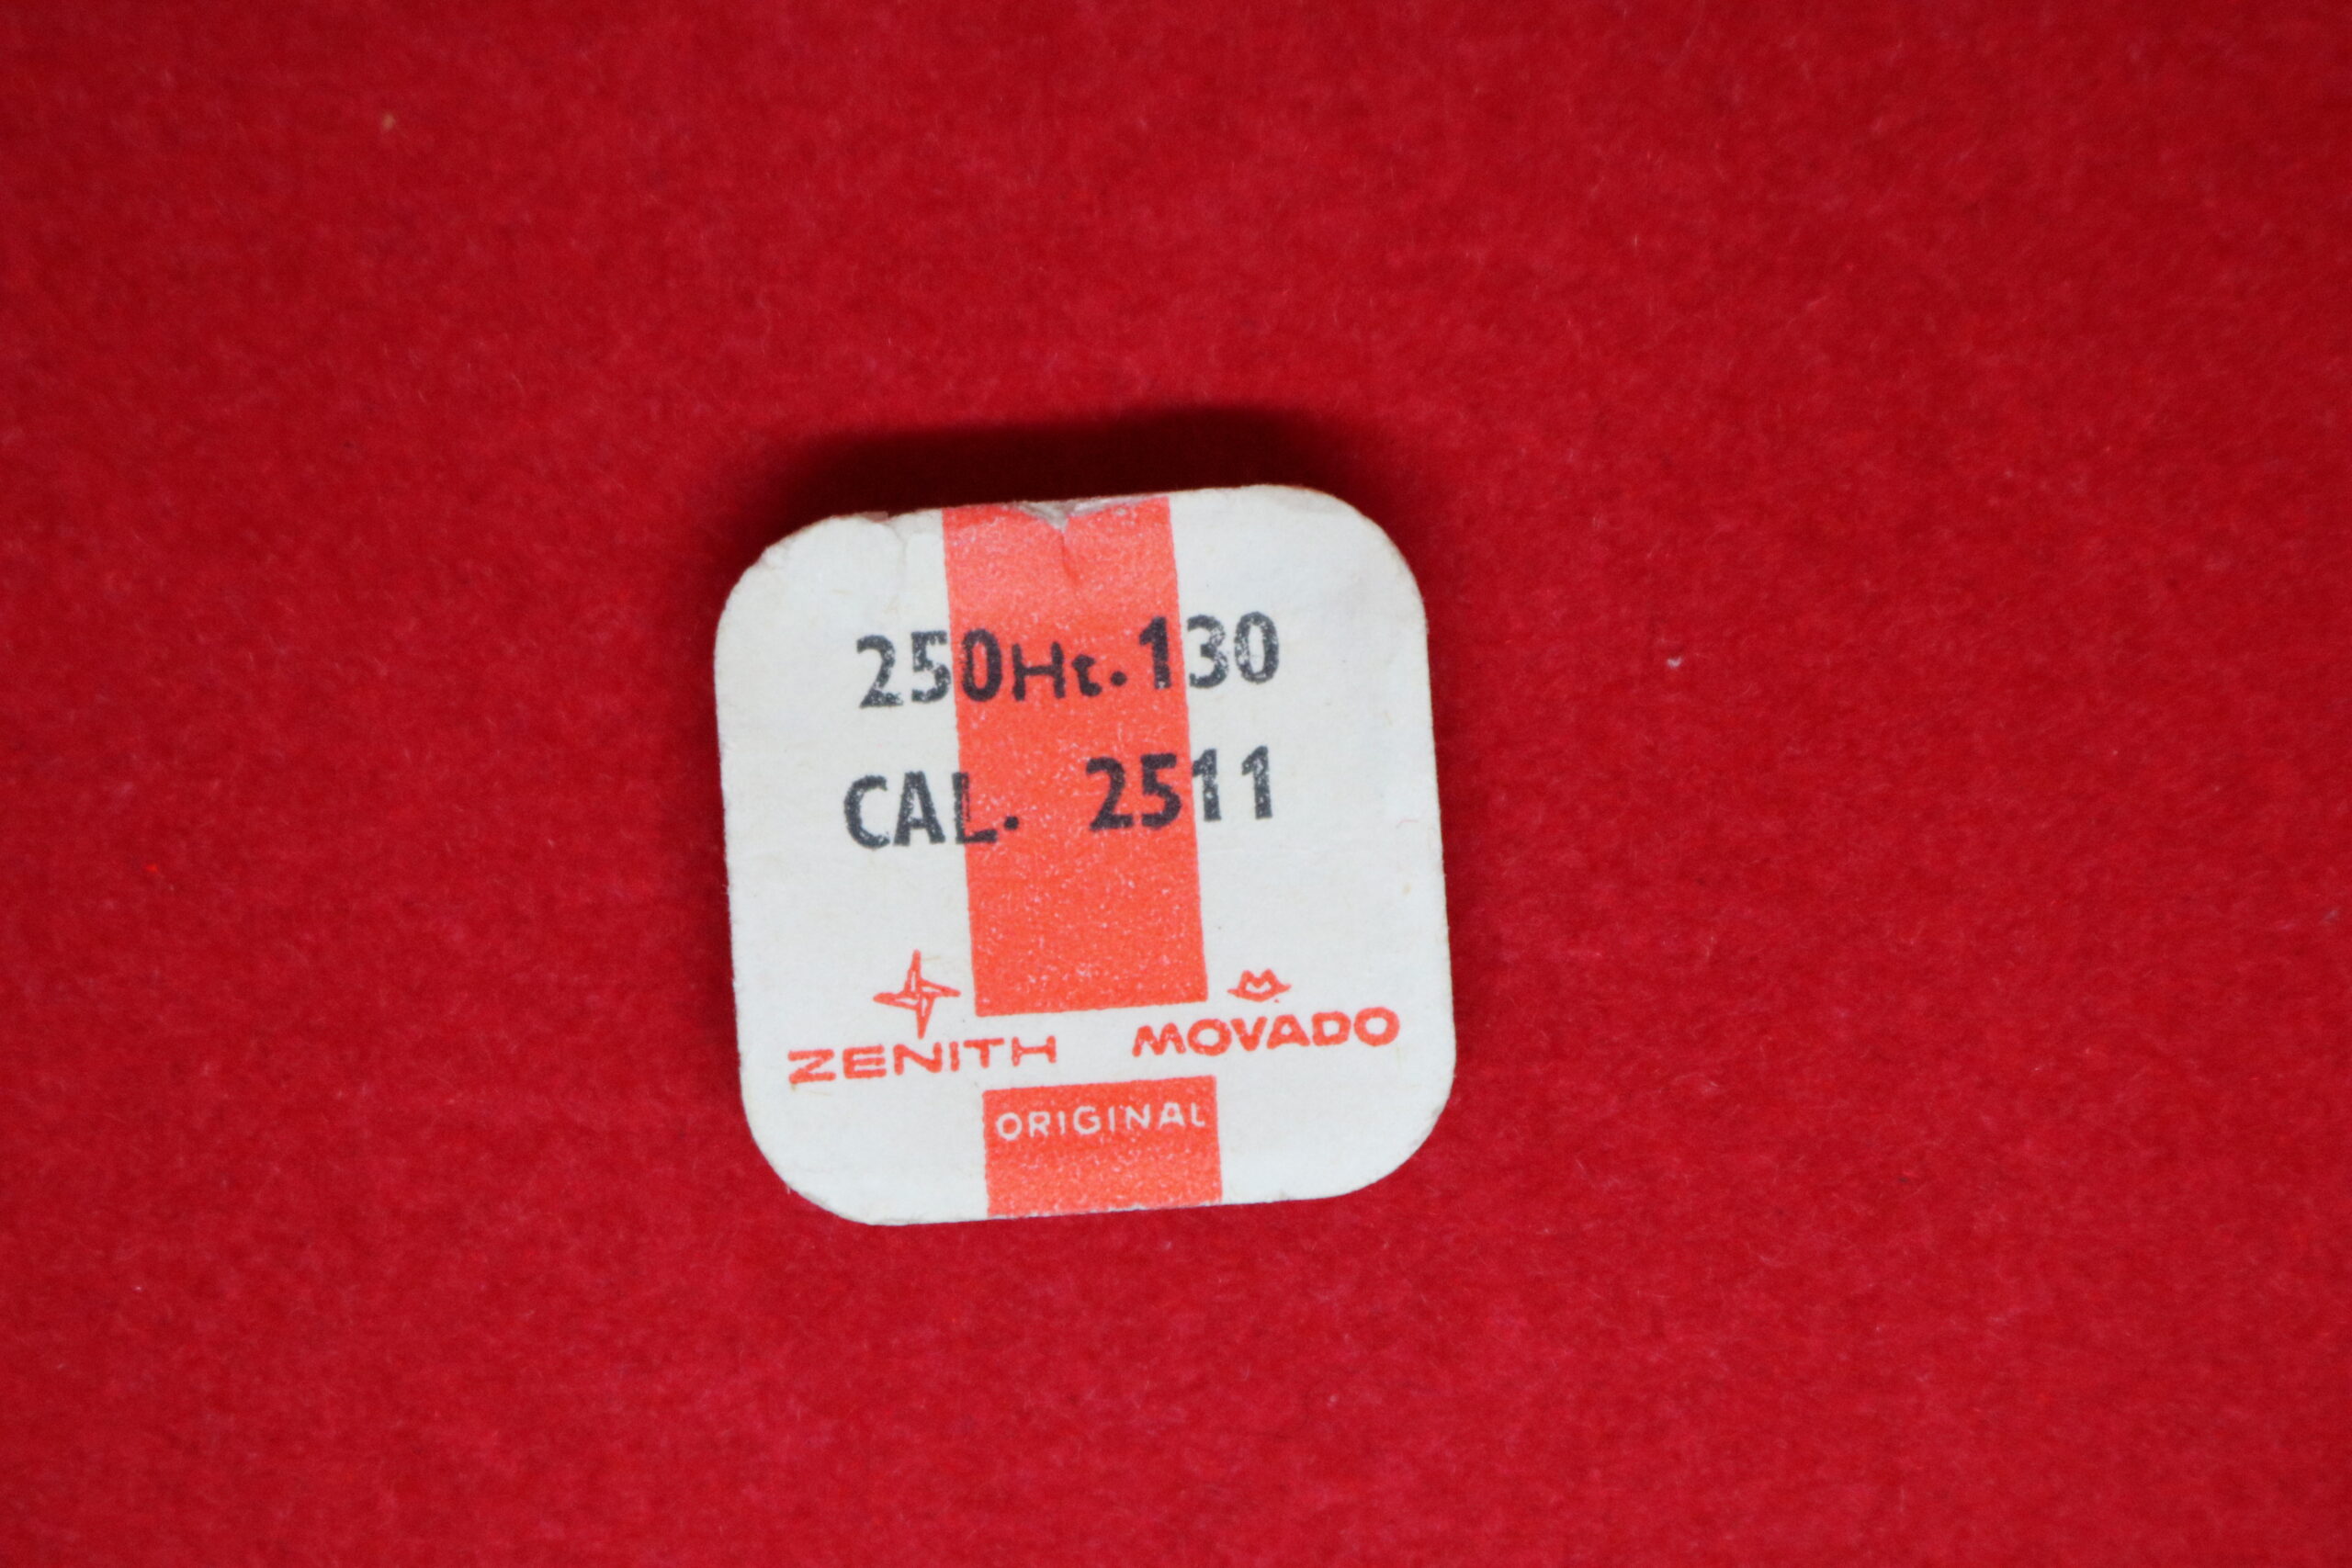 250Ht.130
CAL. 2511
ZENITH MOVADO
ORIGINAL